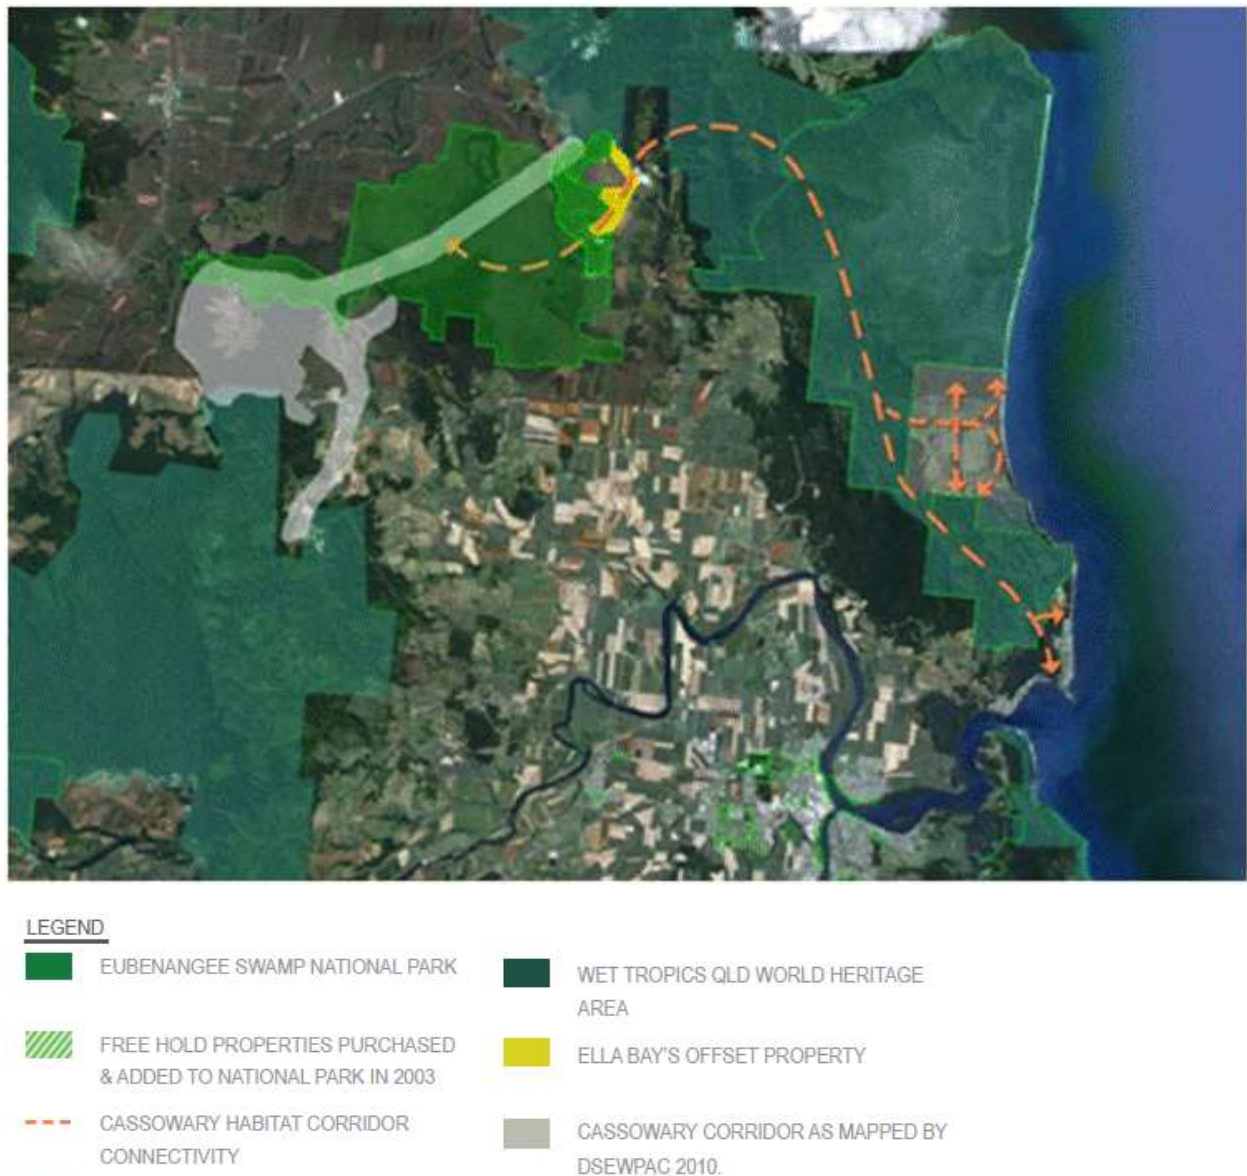 LEGEND
EUBENANGEE SWAMP NATIONAL PARK
FREE HOLD PROPERTIES PURCHASED
& ADDED TO NATIONAL PARK IN 2003
CASSOWARY HABITAT CORRIDOR
CONNECTIVITY
WET TROPICS QLD WORLD HERITAGE
AREA
ELLA BAY'S OFFSET PROPERTY
CASSOWARY CORRIDOR AS MAPPED BY
DSEWPAC 2010.